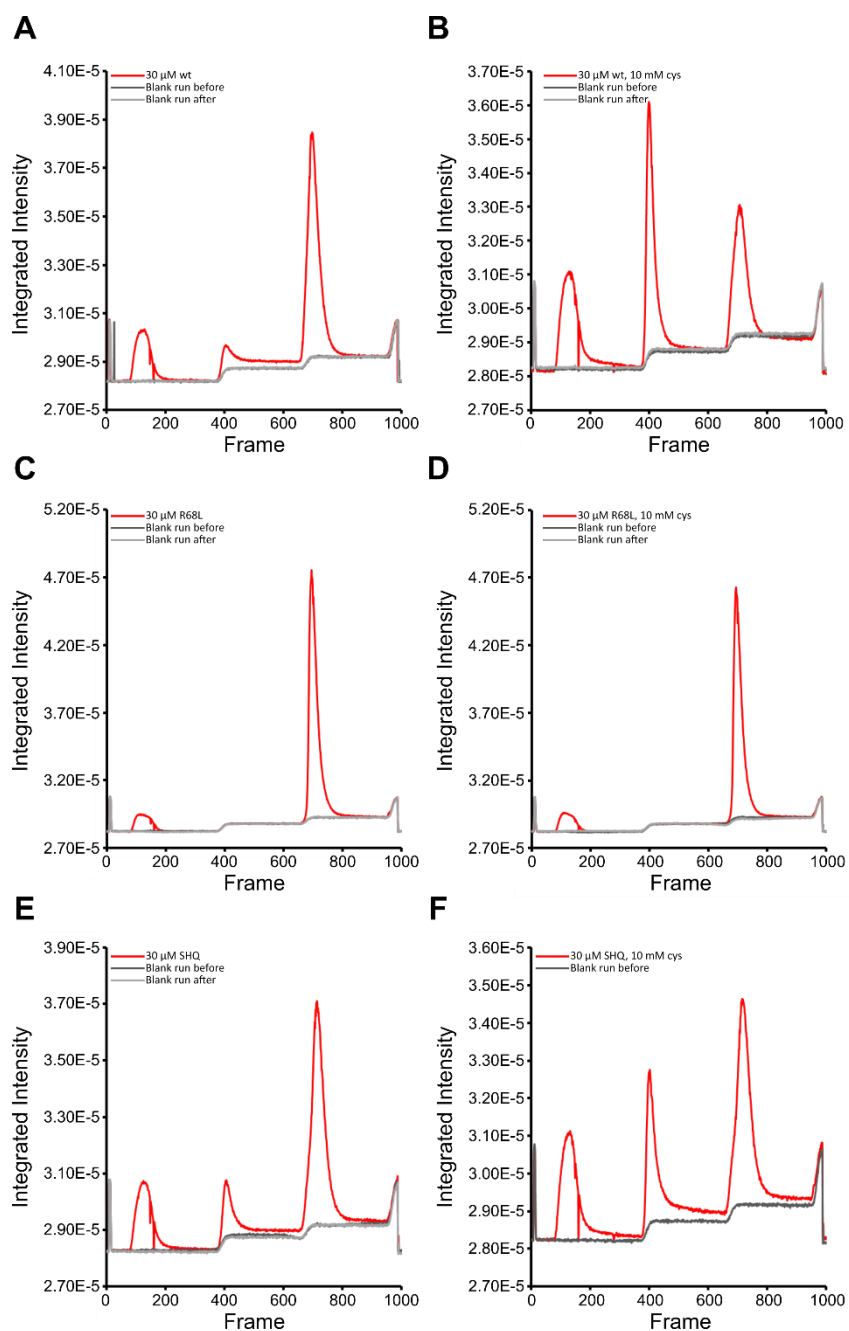 A
4.10E-5
3.90E-5
3.70E-5
3.50E-5
3.30E-5
3.10E-5
2.90E-5
2.70E-5
30 µM wt
Blank run before
Blank run after
Integrated Intensity
0 200 400 600 800 1000
Frame
B
3.70E-5
3.60E-5
3.50E-5
3.40E-5
3.30E-5
3.20E-5
3.10E-5
3.00E-5
2.90E-5
2.80E-5
2.70E-5
30 µM wt, 10 mM cys
Blank run before
Blank run after
Integrated Intensity
0 200 400 600 800 1000
Frame
C
5.20E-5
4.70E-5
4.20E-5
3.70E-5
3.20E-5
2.70E-5
30 µM R68L
Blank run before
Blank run after
Integrated Intensity
0 200 400 600 800 1000
Frame
D
5.20E-5
4.70E-5
4.20E-5
3.70E-5
3.20E-5
2.70E-5
30 µM R68L, 10 mM cys
Blank run before
Blank run after
Integrated Intensity
0 200 400 600 800 1000
Frame
E
3.90E-5
3.70E-5
3.50E-5
3.30E-5
3.10E-5
2.90E-5
2.70E-5
30 µM SHQ
Blank run before
Blank run after
Integrated Intensity
0 200 400 600 800 1000
Frame
F
3.60E-5
3.50E-5
3.40E-5
3.30E-5
3.20E-5
3.10E-5
3.00E-5
2.90E-5
2.80E-5
2.70E-5
30 µM SHQ, 10 mM cys
Blank run before
Integrated Intensity
0 200 400 600 800 1000
Frame